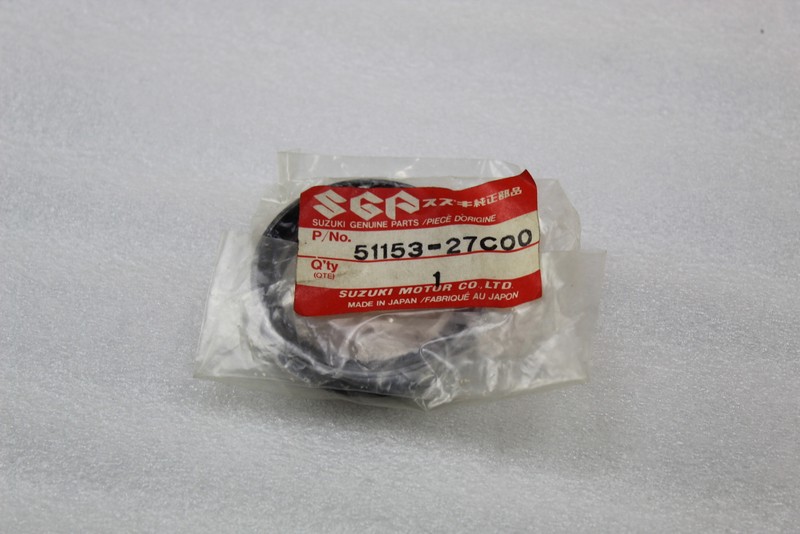 SGP スズキ純正部品
SUZUKI GENUINE PARTS /PIECE D'ORIGINE
P/No. 51153-27C00
Q'ty 1
(QTE)
SUZUKI MOTOR CO.,LTD.
MADE IN JAPAN /FABRIQUÉ AU JAPON